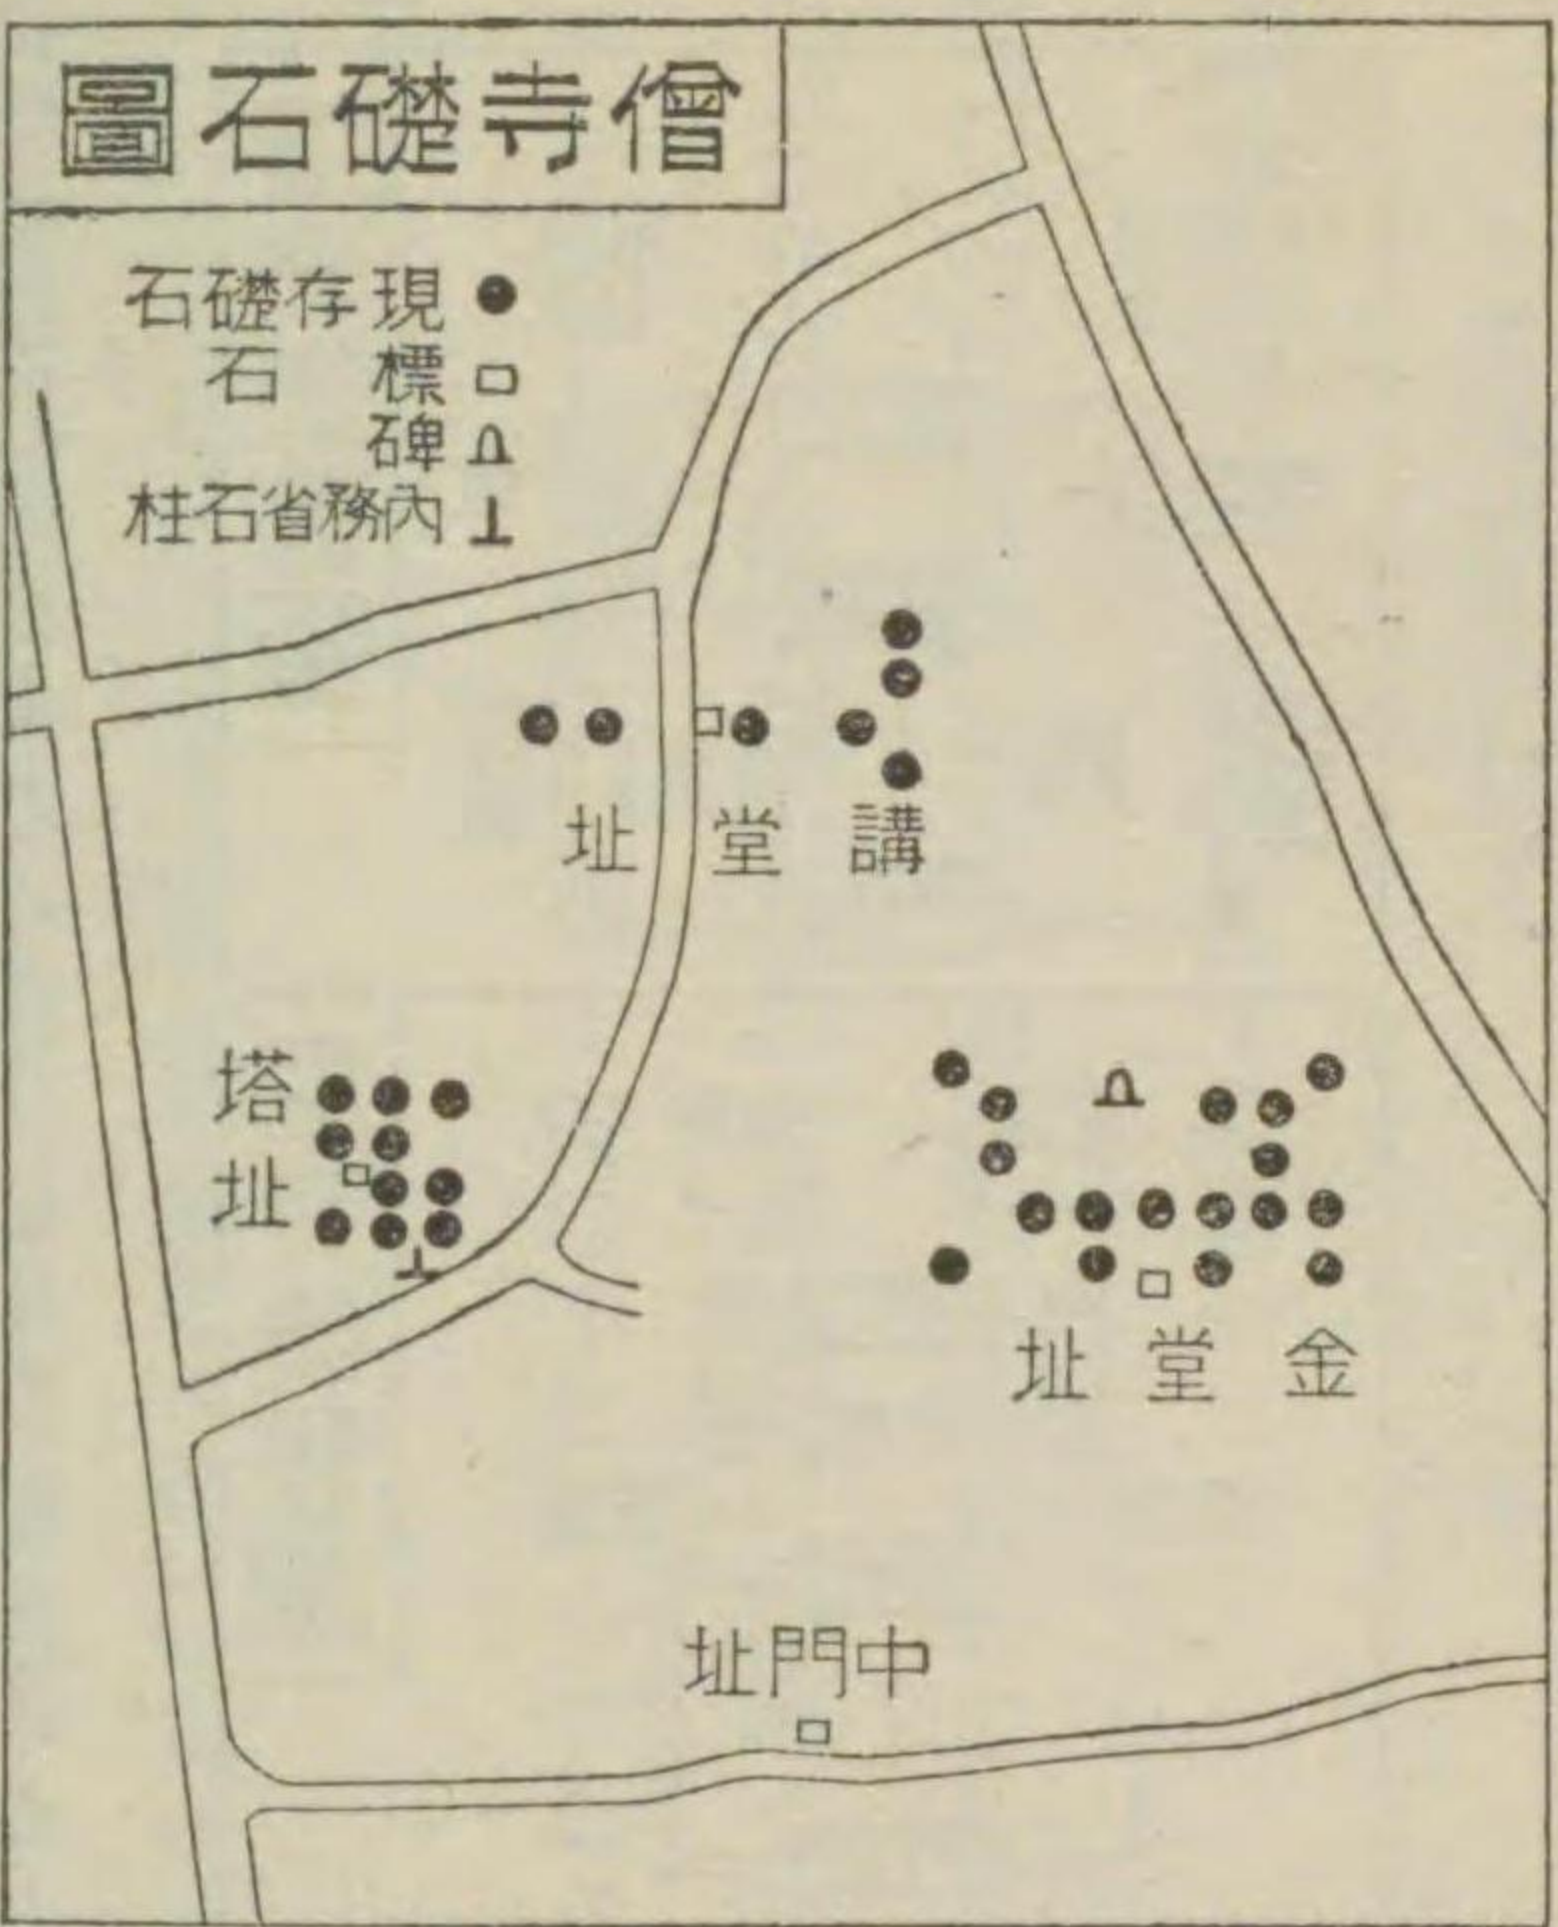 僧寺礎石圖
現存礎石
標石
碑
內務省石柱
講堂址
塔址
金堂址
中門址